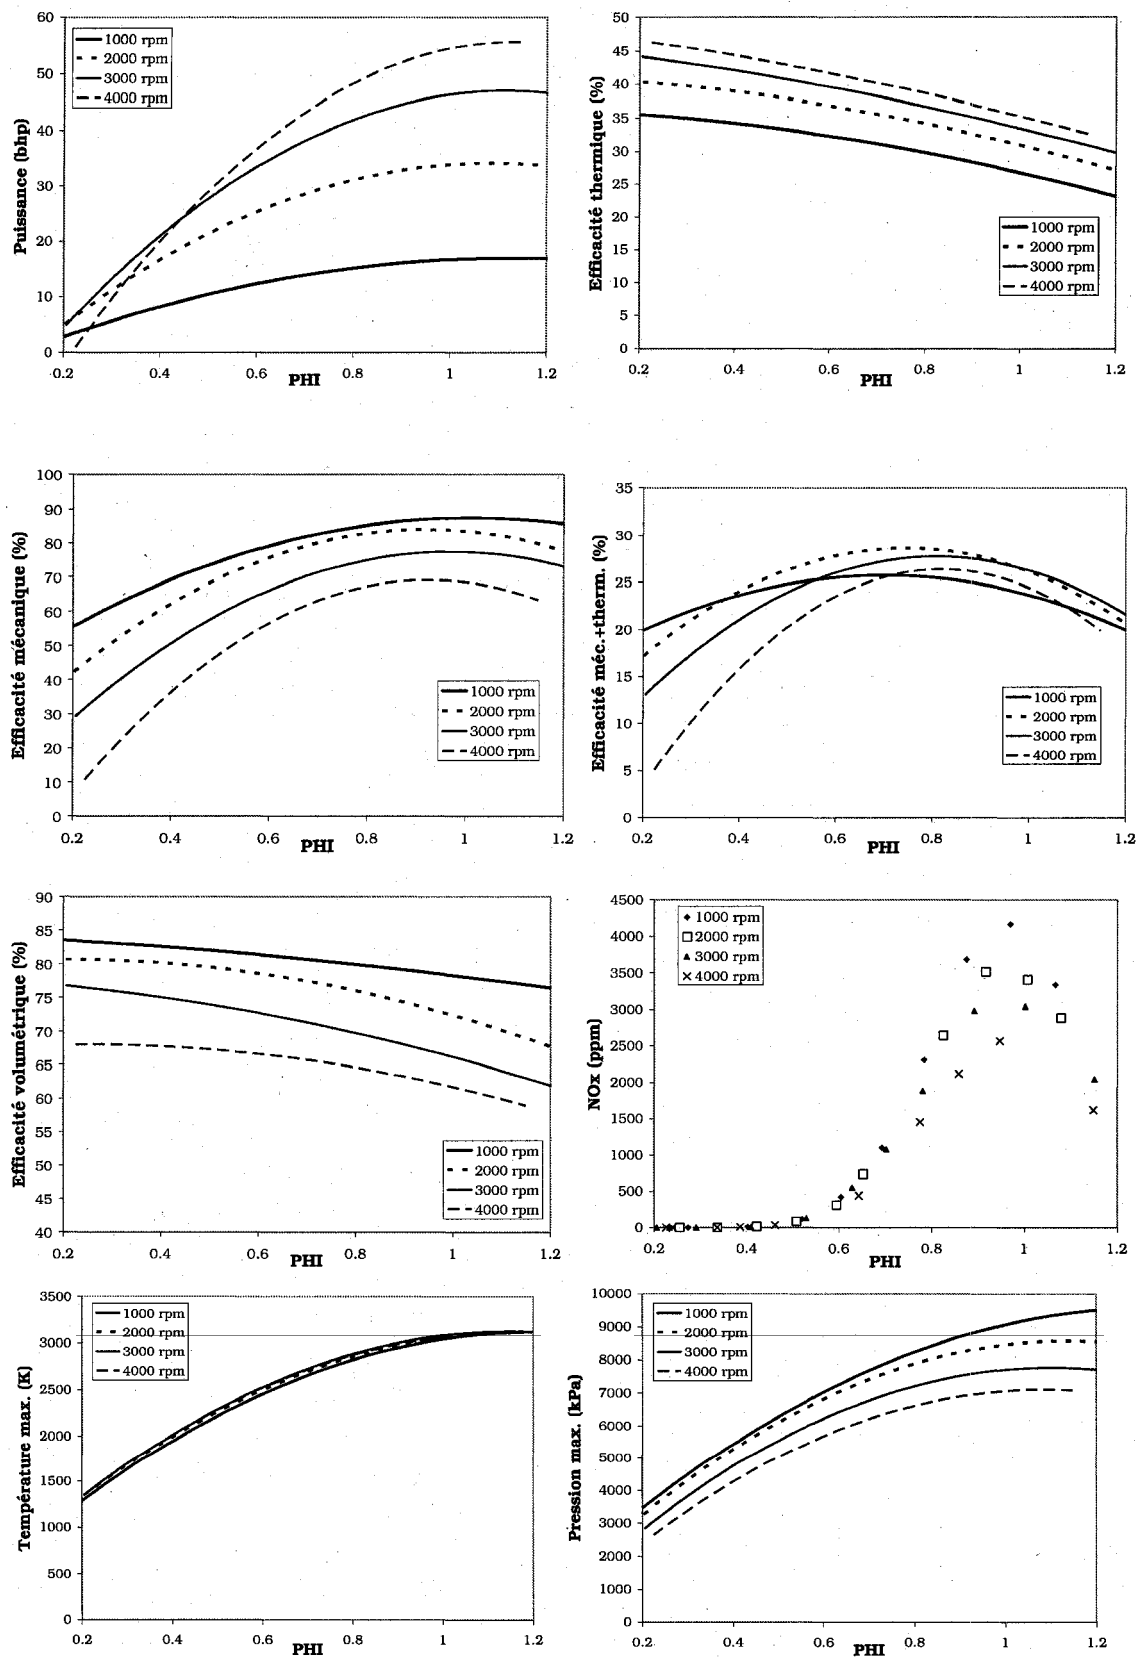 Puissance (bhp)
60
50
40
30
20
10
0
0.2
0.4
0.6
0.8
1
1.2
PHI
1000 rpm
2000 rpm
3000 rpm
4000 rpm
Efficacité thermique (%)
50
45
40
35
30
25
20
15
10
5
0
0.2
0.4
0.6
0.8
1
1.2
PHI
1000 rpm
2000 rpm
3000 rpm
4000 rpm
Efficacité mécanique (%)
100
90
80
70
60
50
40
30
20
10
0
0.2
0.4
0.6
0.8
1
1.2
PHI
1000 rpm
2000 rpm
3000 rpm
4000 rpm
Efficacité méc.+therm. (%)
35
30
25
20
15
10
5
0
0.2
0.4
0.6
0.8
1
1.2
PHI
1000 rpm
2000 rpm
3000 rpm
4000 rpm
Efficacité volumétrique (%)
90
85
80
75
70
65
60
55
50
45
40
0.2
0.4
0.6
0.8
1
1.2
PHI
1000 rpm
2000 rpm
3000 rpm
4000 rpm
NOx (ppm)
4500
4000
3500
3000
2500
2000
1500
1000
500
0
0.2
0.4
0.6
0.8
1
1.2
PHI
1000 rpm
2000 rpm
3000 rpm
4000 rpm
Température max. (K)
3500
3000
2500
2000
1500
1000
500
0
0.2
0.4
0.6
0.8
1
1.2
PHI
1000 rpm
2000 rpm
3000 rpm
4000 rpm
Pression max. (kPa)
10000
9000
8000
7000
6000
5000
4000
3000
2000
1000
0
0.2
0.4
0.6
0.8
1
1.2
PHI
1000 rpm
2000 rpm
3000 rpm
4000 rpm